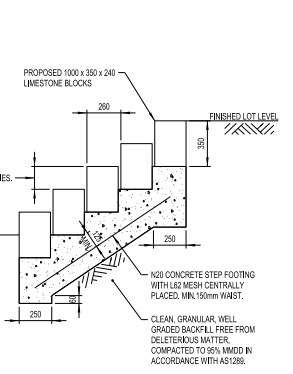 PROPOSED 1000 x 350 x 240
LIMESTONE BLOCKS
260
FINISHED LOT LEVEL
350
IES.
250
250
N20 CONCRETE STEP FOOTING
WITH L62 MESH CENTRALLY
PLACED. MIN.150mm WAIST.
CLEAN, GRANULAR, WELL
GRADED BACKFILL FREE FROM
DELETERIOUS MATTER,
COMPACTED TO 95% MMDD IN
ACCORDANCE WITH AS1289.